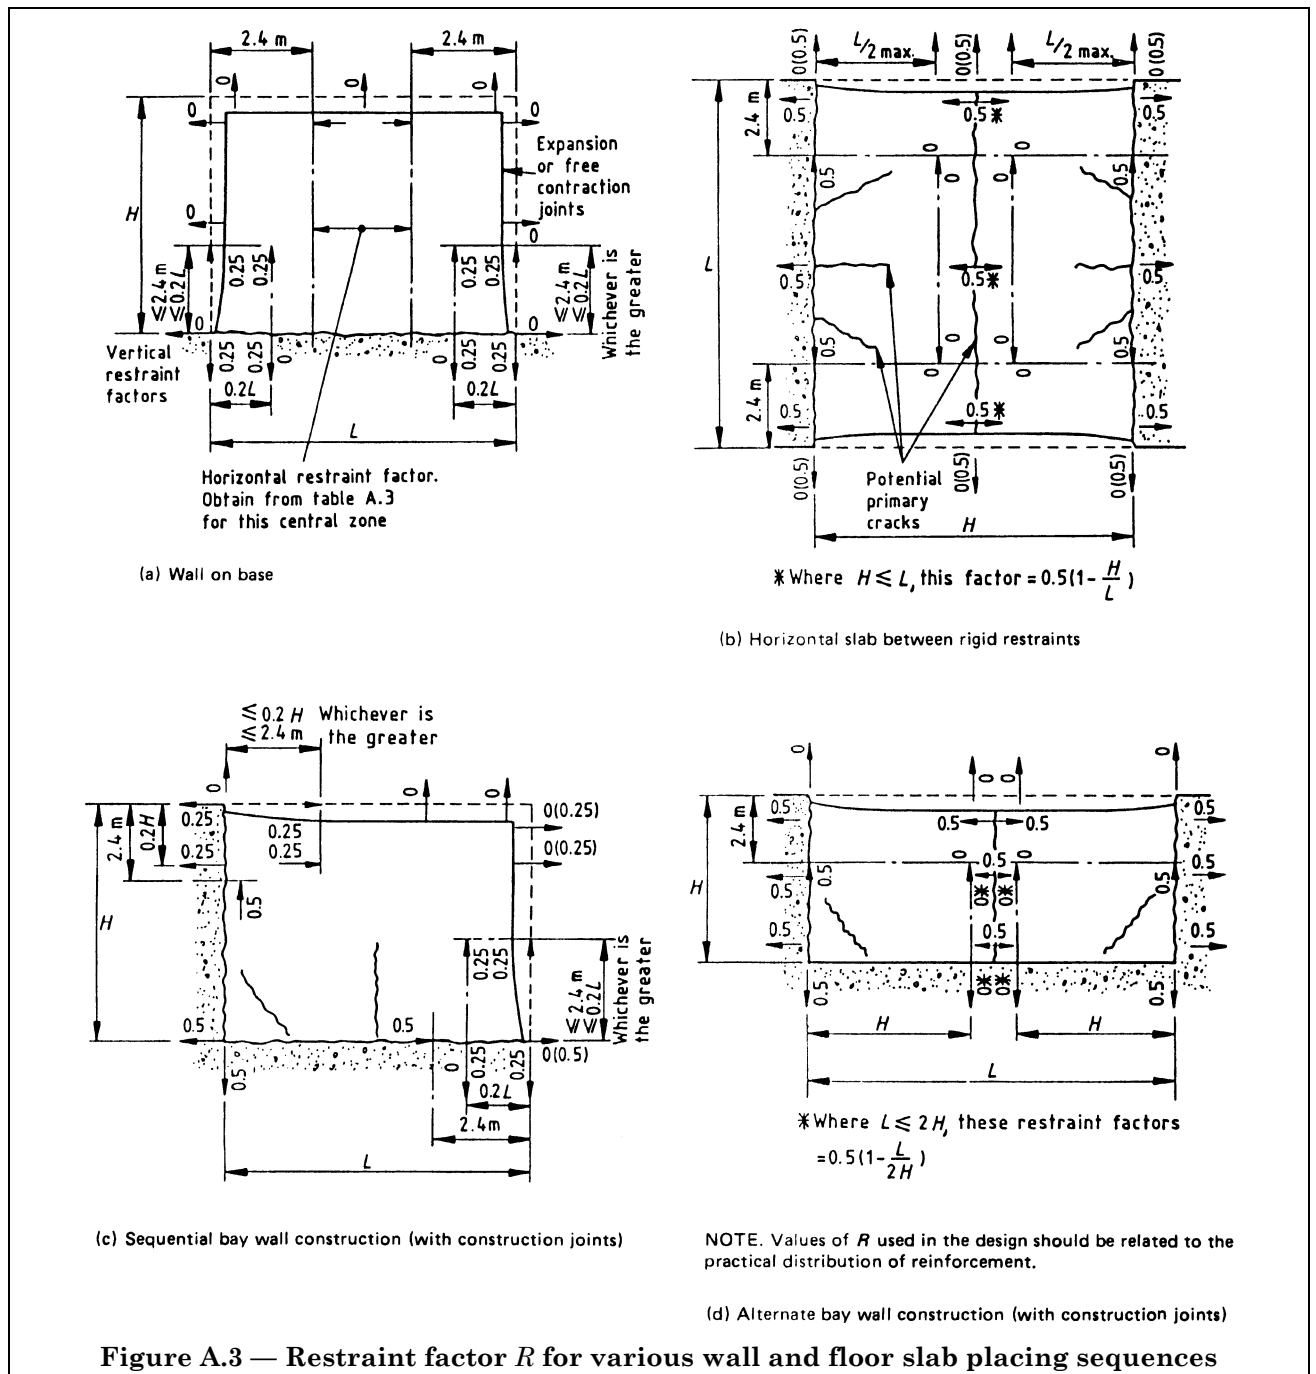 2.4 m
2.4 m
0
0
0
0
0
Expansion
or free
contraction
joints
H
0
0
0
0.25
0.25
0.25
0.25
≤2.4 m
≤0.2L
≤2.4 m
≤0.2L
Whichever is
the greater
0
0
Vertical
restraint
factors
0.25
0.25
0
0.25
0.25
0.2L
0.2L
L
Horizontal restraint factor.
Obtain from table A.3
for this central zone
(a) Wall on base
0(0.5)
L/2 max.
0(0.5)
L/2 max.
0(0.5)
2.4 m
0.5
0.5*
0.5
0
0
0.5
0
0
0.5
L
0.5
0.5*
0.5
0.5
0
0
0.5
0
0
2.4 m
0.5
0.5*
0.5
0(0.5)
0(0.5)
0(0.5)
Potential
primary
cracks
H
*Where H ≤ L, this factor = 0.5(1-H/L)
(b) Horizontal slab between rigid restraints
≤0.2H Whichever is
≤2.4 m the greater
0
0
0
0(0.25)
0.25
0.25
0.25
0.25
0(0.25)
2.4 m
0.2H
0.5
H
0.25
0.25
≤2.4 m
≤0.2L
Whichever is
the greater
0.5
0.5
0(0.5)
0.5
0
0.25
0.25
0.2L
2.4m
L
(c) Sequential bay wall construction (with construction joints)
0
0
0
0
0.5
0.5
0.5
0.5
2.4 m
0
0.5
0
0.5
0.5
0.5
0.5
0*
0*
H
0.5
0.5
0.5
0.5
0*
0*
0.5
H
H
L
*Where L ≤ 2H, these restraint factors
=0.5(1-L/2H)
NOTE. Values of R used in the design should be related to the
practical distribution of reinforcement.
(d) Alternate bay wall construction (with construction joints)
Figure A.3 — Restraint factor R for various wall and floor slab placing sequences